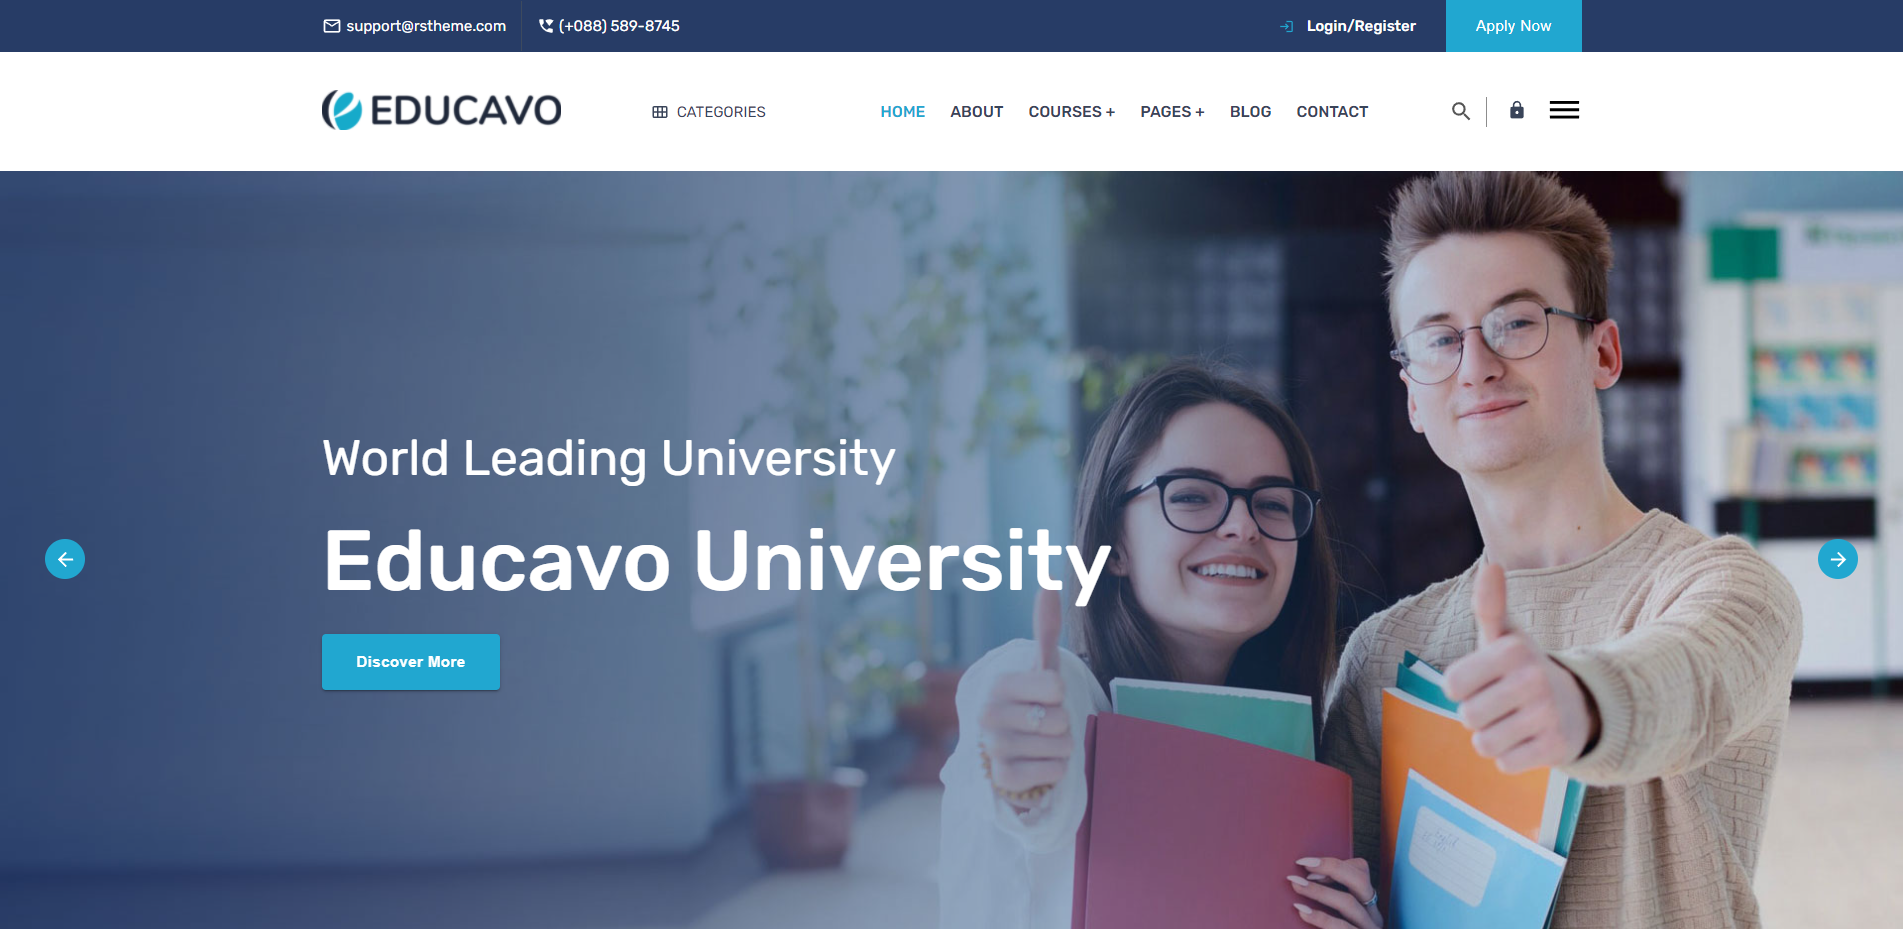 support@rstheme.com
(+088) 589-8745
Login/Register
Apply Now
EDUCAVO
CATEGORIES
HOME
ABOUT
COURSES +
PAGES +
BLOG
CONTACT
World Leading University
Educavo University
Discover More